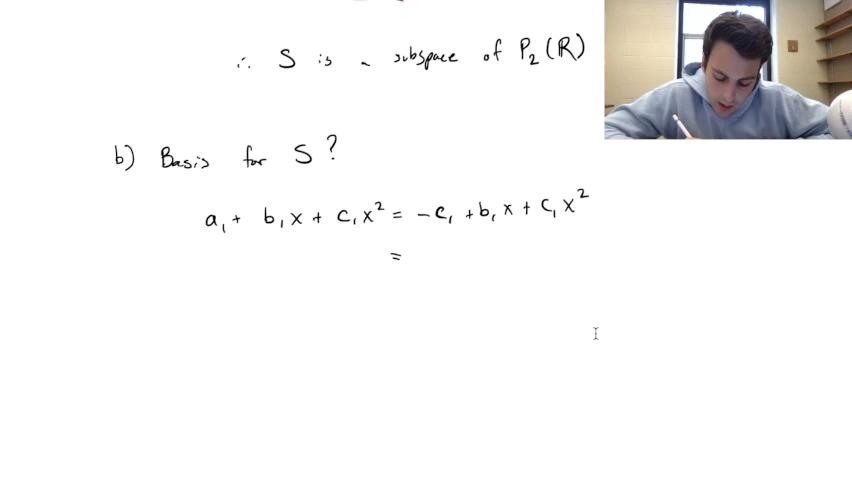 ∴ S is a subspace of P₂(R)
b) Basis for S?
a₁ + b₁x + c₁x² = -c₁ + b₁x + c₁x²
=